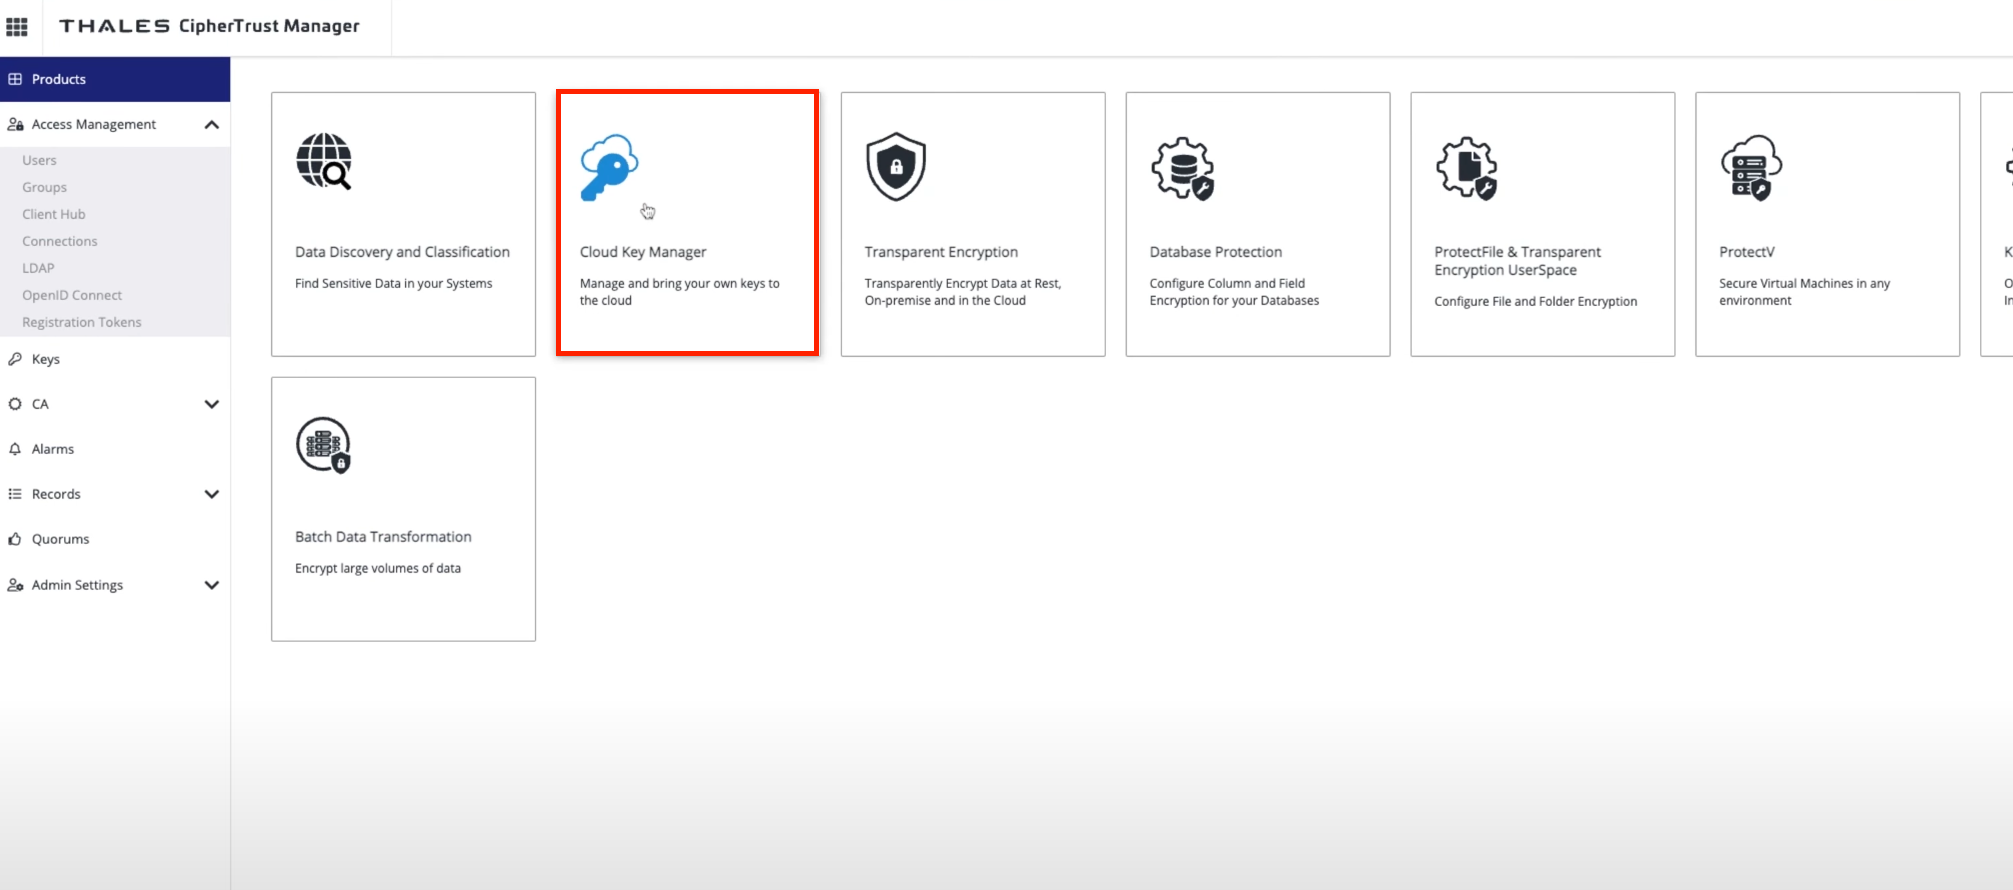 THALES CipherTrust Manager
Products
Access Management
Users
Groups
Client Hub
Connections
LDAP
OpenID Connect
Registration Tokens
Keys
CA
Alarms
Records
Quorums
Admin Settings
Data Discovery and Classification
Find Sensitive Data in your Systems
Cloud Key Manager
Manage and bring your own keys to
the cloud
Transparent Encryption
Transparently Encrypt Data at Rest,
On-premise and in the Cloud
Database Protection
Configure Column and Field
Encryption for your Databases
ProtectFile & Transparent
Encryption UserSpace
Configure File and Folder Encryption
ProtectV
Secure Virtual Machines in any
environment
Batch Data Transformation
Encrypt large volumes of data